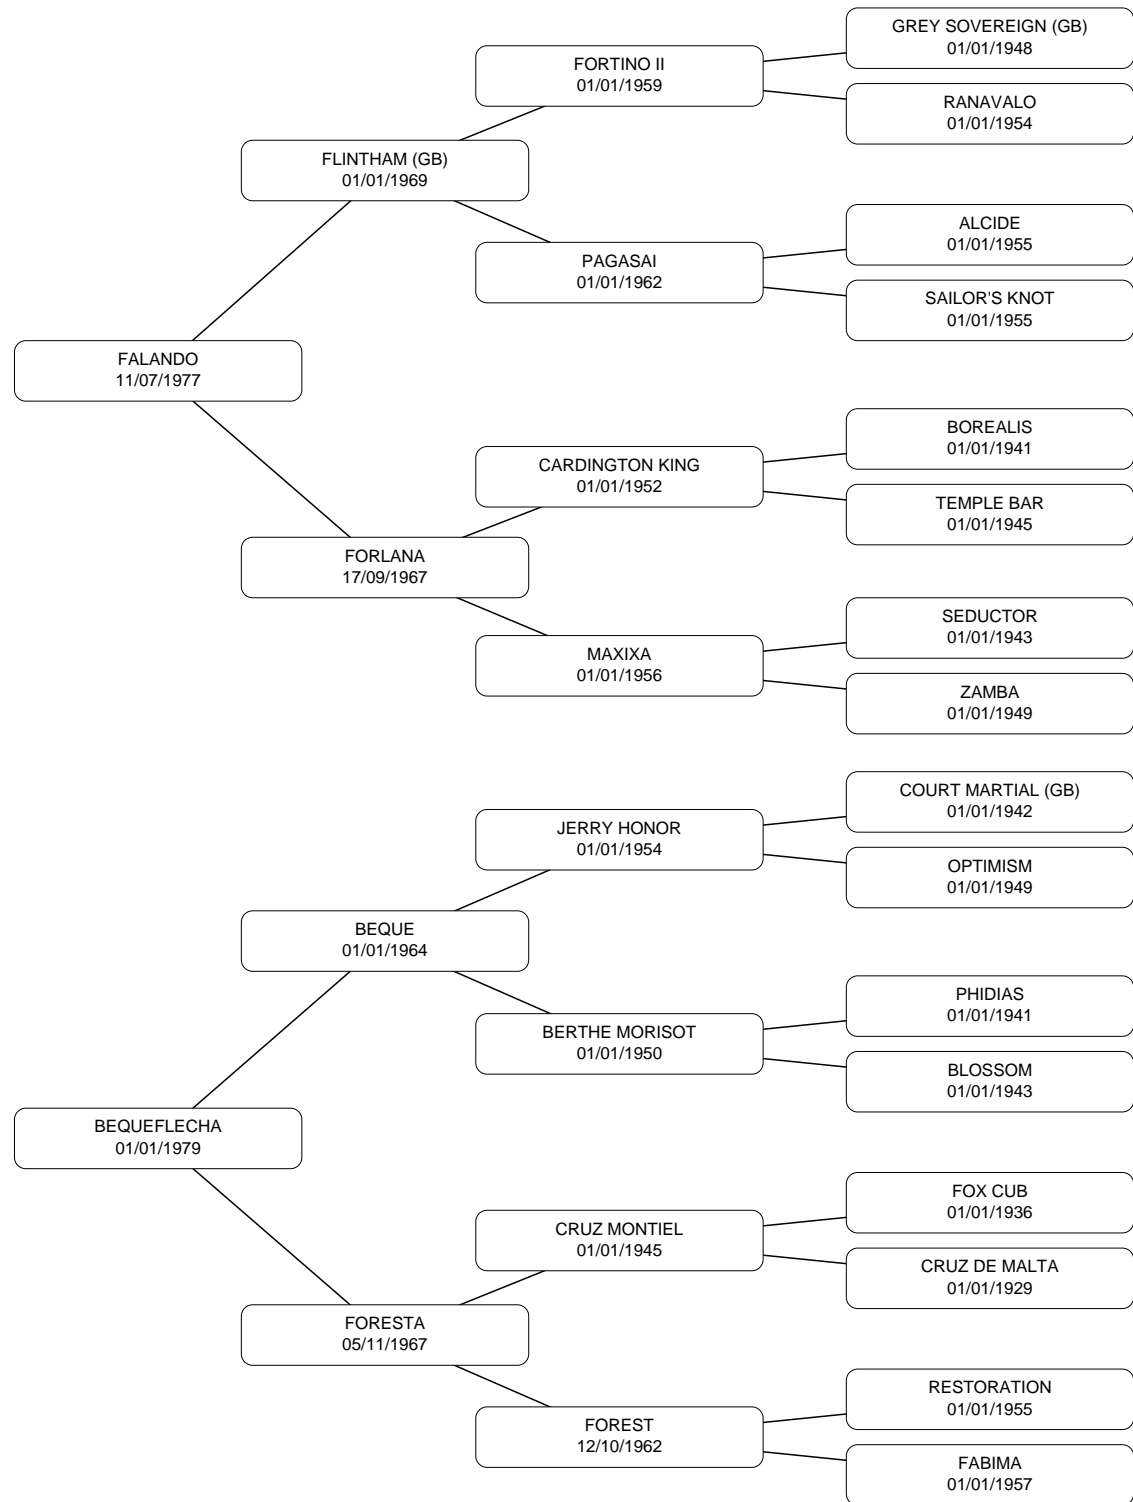 GREY SOVEREIGN (GB)
01/01/1948
FORTINO II
01/01/1959
RANAVALO
01/01/1954
FLINTHAM (GB)
01/01/1969
ALCIDE
01/01/1955
PAGASAI
01/01/1962
SAILOR'S KNOT
01/01/1955
FALANDO
11/07/1977
BOREALIS
01/01/1941
CARDINGTON KING
01/01/1952
TEMPLE BAR
01/01/1945
FORLANA
17/09/1967
SEDUCTOR
01/01/1943
MAXIXA
01/01/1956
ZAMBA
01/01/1949
COURT MARTIAL (GB)
01/01/1942
JERRY HONOR
01/01/1954
OPTIMISM
01/01/1949
BEQUE
01/01/1964
PHIDIAS
01/01/1941
BERTHE MORISOT
01/01/1950
BLOSSOM
01/01/1943
BEQUEFLECHA
01/01/1979
FOX CUB
01/01/1936
CRUZ MONTIEL
01/01/1945
CRUZ DE MALTA
01/01/1929
FORESTA
05/11/1967
RESTORATION
01/01/1955
FOREST
12/10/1962
FABIMA
01/01/1957